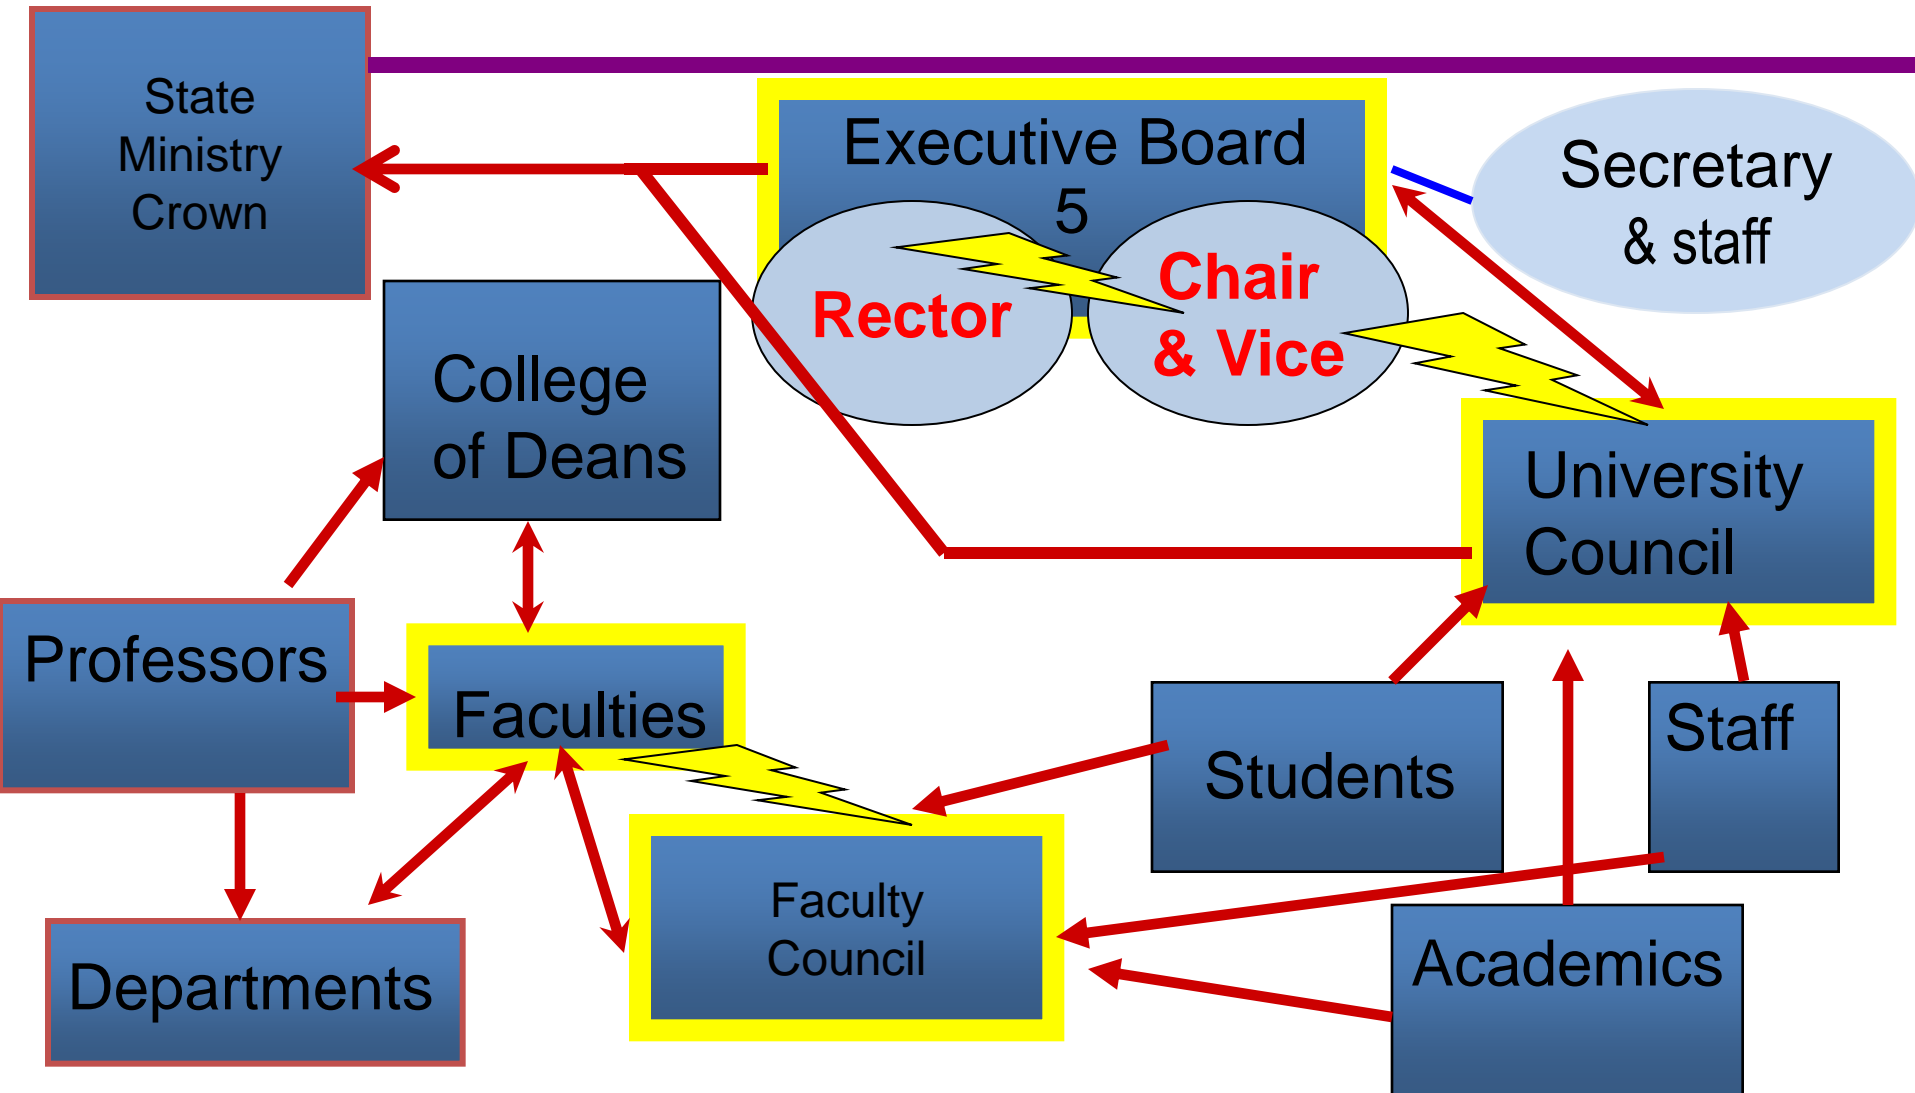 State
Ministry
Crown
Executive Board
5
Secretary
& staff
Rector
Chair
& Vice
College
of Deans
University
Council
Professors
Faculties
Students
Staff
Faculty
Council
Departments
Academics